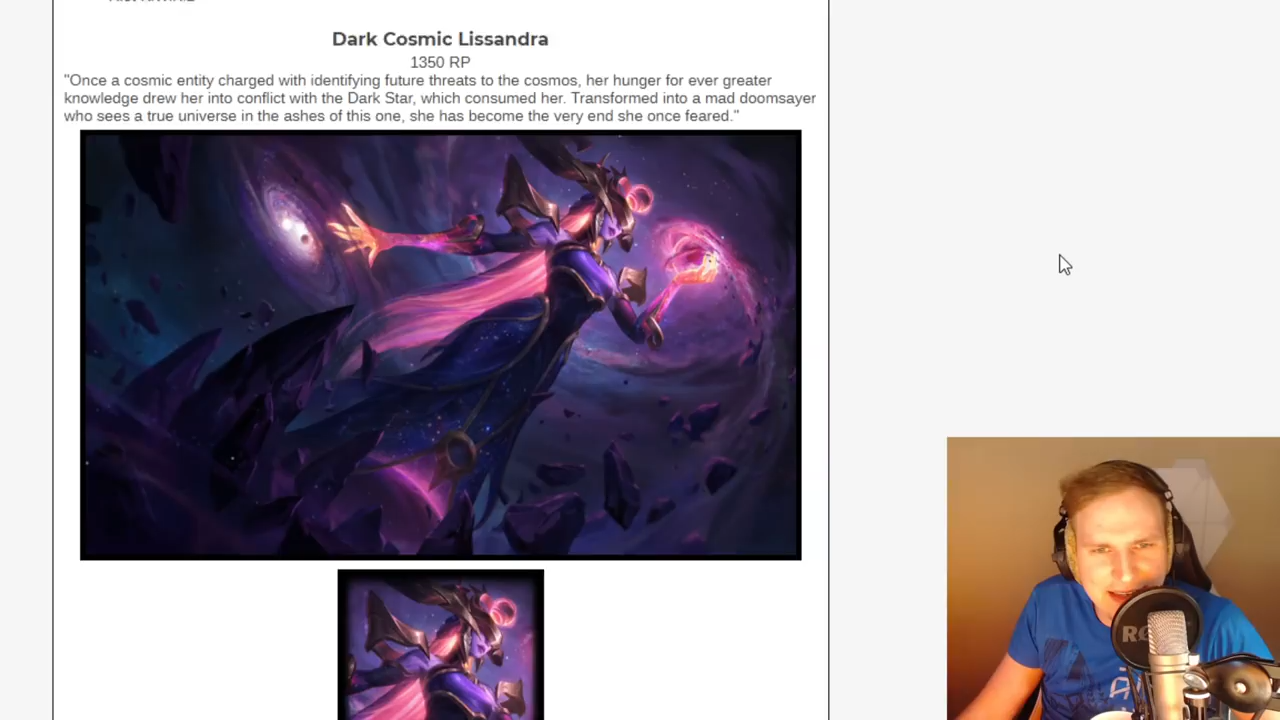 Dark Cosmic Lissandra
1350 RP
"Once a cosmic entity charged with identifying future threats to the cosmos, her hunger for ever greater
knowledge drew her into conflict with the Dark Star, which consumed her. Transformed into a mad doomsayer
who sees a true universe in the ashes of this one, she has become the very end she once feared."